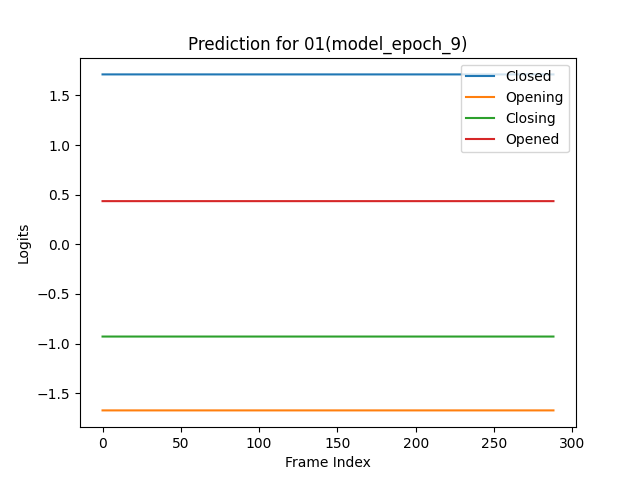 Prediction for 01(model_epoch_9)
Closed
Opening
Closing
Opened
1.5
1.0
0.5
0.0
−0.5
−1.0
−1.5
Logits
0 50 100 150 200 250 300
Frame Index